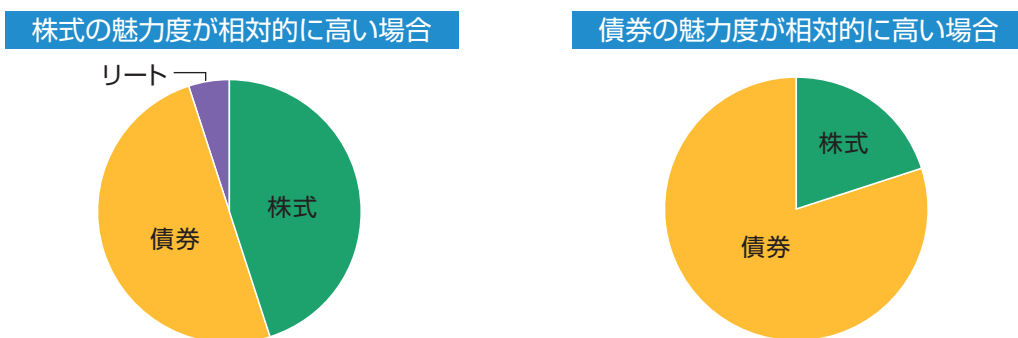 株式の魅力度が相対的に高い場合
リート
株式
債券
債券の魅力度が相対的に高い場合
株式
債券